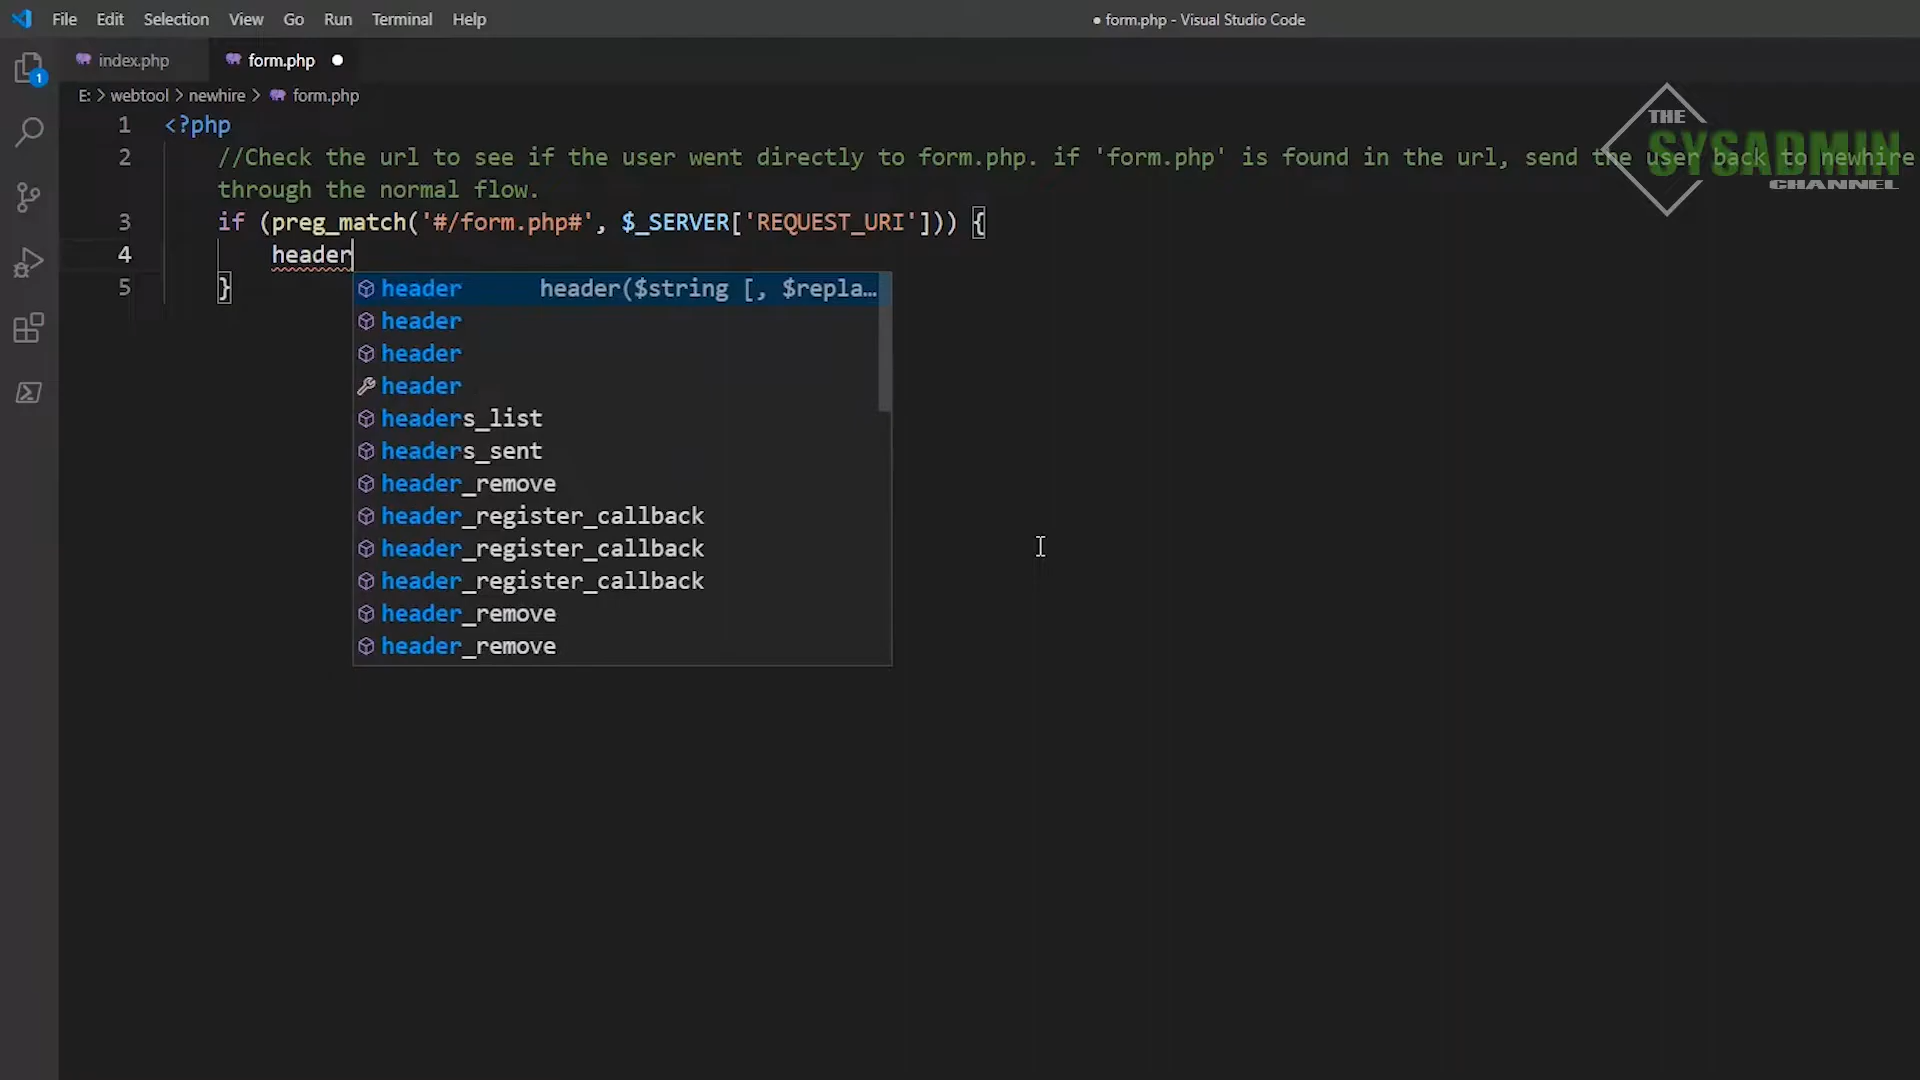 File Edit Selection View Go Run Terminal Help
● form.php - Visual Studio Code
index.php
form.php ●
1
E: > webtool > newhire > form.php
THE
SYSADMIN
CHANNEL
1 <?php
2 //Check the url to see if the user went directly to form.php. if 'form.php' is found in the url, send the user back to newhire
through the normal flow.
3 if (preg_match('#/form.php#', $_SERVER['REQUEST_URI'])) {
4 header
5 }
header header($string [, $repla…
header
header
header
headers_list
headers_sent
header_remove
header_register_callback
header_register_callback
header_register_callback
header_remove
header_remove